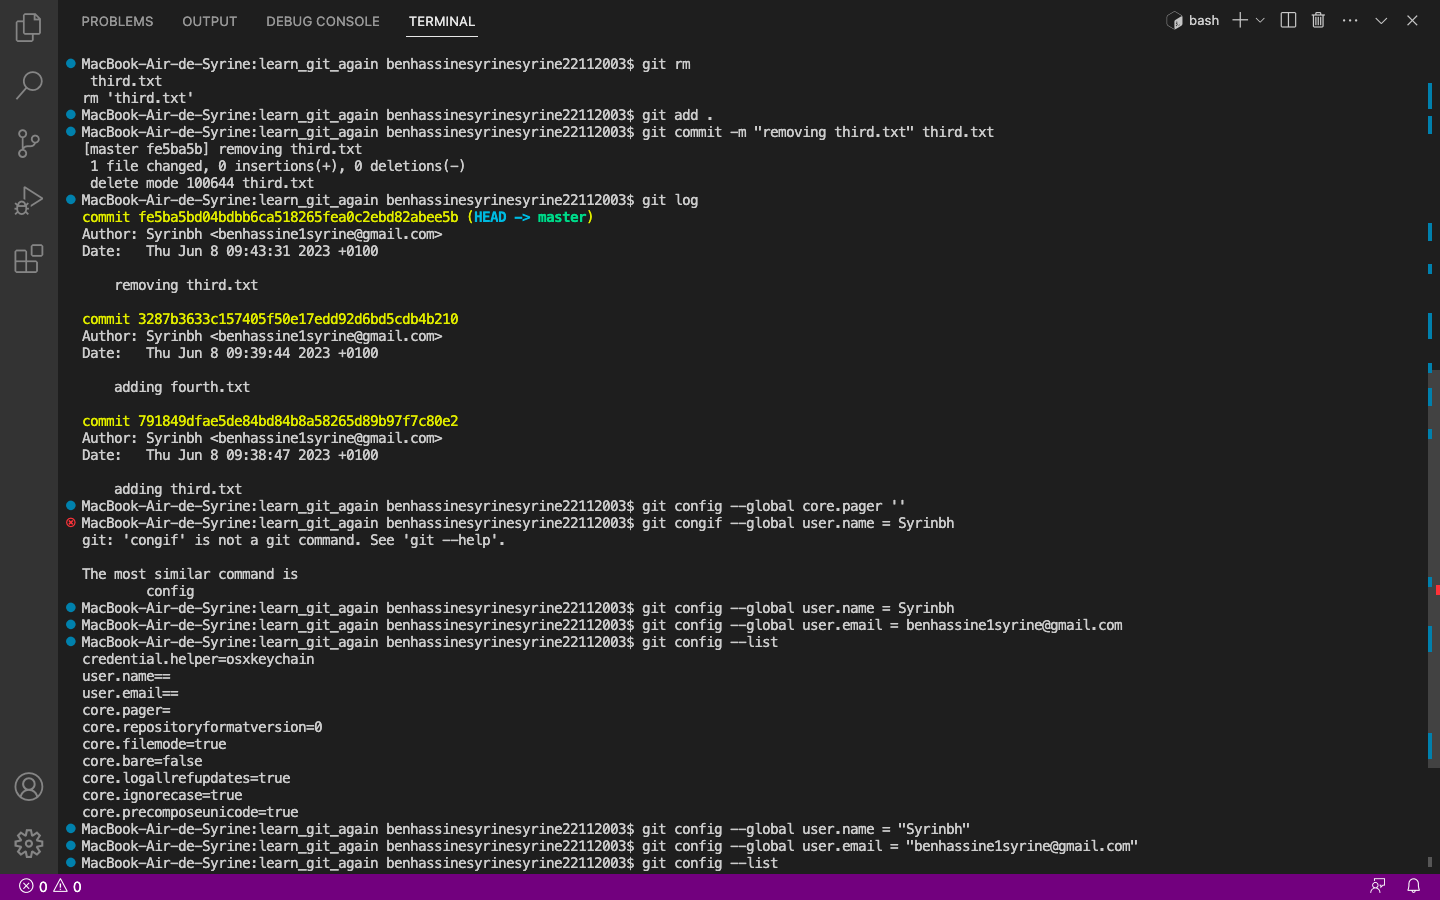 PROBLEMS OUTPUT DEBUG CONSOLE TERMINAL bash
MacBook-Air-de-Syrine:learn_git_again benhassinesyrinesyrine22112003$ git rm
third.txt
rm 'third.txt'
MacBook-Air-de-Syrine:learn_git_again benhassinesyrinesyrine22112003$ git add .
MacBook-Air-de-Syrine:learn_git_again benhassinesyrinesyrine22112003$ git commit -m "removing third.txt" third.txt
[master fe5ba5b] removing third.txt
1 file changed, 0 insertions(+), 0 deletions(-)
delete mode 100644 third.txt
MacBook-Air-de-Syrine:learn_git_again benhassinesyrinesyrine22112003$ git log
commit fe5ba5bd04bdbb6ca518265fea0c2ebd82abee5b (HEAD -> master)
Author: Syrinbh <benhassine1syrine@gmail.com>
Date:   Thu Jun 8 09:43:31 2023 +0100
removing third.txt
commit 3287b3633c157405f50e17edd92d6bd5cdb4b210
Author: Syrinbh <benhassine1syrine@gmail.com>
Date:   Thu Jun 8 09:39:44 2023 +0100
adding fourth.txt
commit 791849dfae5de84bd84b8a58265d89b97f7c80e2
Author: Syrinbh <benhassine1syrine@gmail.com>
Date:   Thu Jun 8 09:38:47 2023 +0100
adding third.txt
MacBook-Air-de-Syrine:learn_git_again benhassinesyrinesyrine22112003$ git config --global core.pager ''
MacBook-Air-de-Syrine:learn_git_again benhassinesyrinesyrine22112003$ git congif --global user.name = Syrinbh
git: 'congif' is not a git command. See 'git --help'.
The most similar command is
config
MacBook-Air-de-Syrine:learn_git_again benhassinesyrinesyrine22112003$ git config --global user.name = Syrinbh
MacBook-Air-de-Syrine:learn_git_again benhassinesyrinesyrine22112003$ git config --global user.email = benhassine1syrine@gmail.com
MacBook-Air-de-Syrine:learn_git_again benhassinesyrinesyrine22112003$ git config --list
credential.helper=osxkeychain
user.name==
user.email==
core.pager=
core.repositoryformatversion=0
core.filemode=true
core.bare=false
core.logallrefupdates=true
core.ignorecase=true
core.precomposeunicode=true
MacBook-Air-de-Syrine:learn_git_again benhassinesyrinesyrine22112003$ git config --global user.name = "Syrinbh"
MacBook-Air-de-Syrine:learn_git_again benhassinesyrinesyrine22112003$ git config --global user.email = "benhassine1syrine@gmail.com"
MacBook-Air-de-Syrine:learn_git_again benhassinesyrinesyrine22112003$ git config --list
0 0